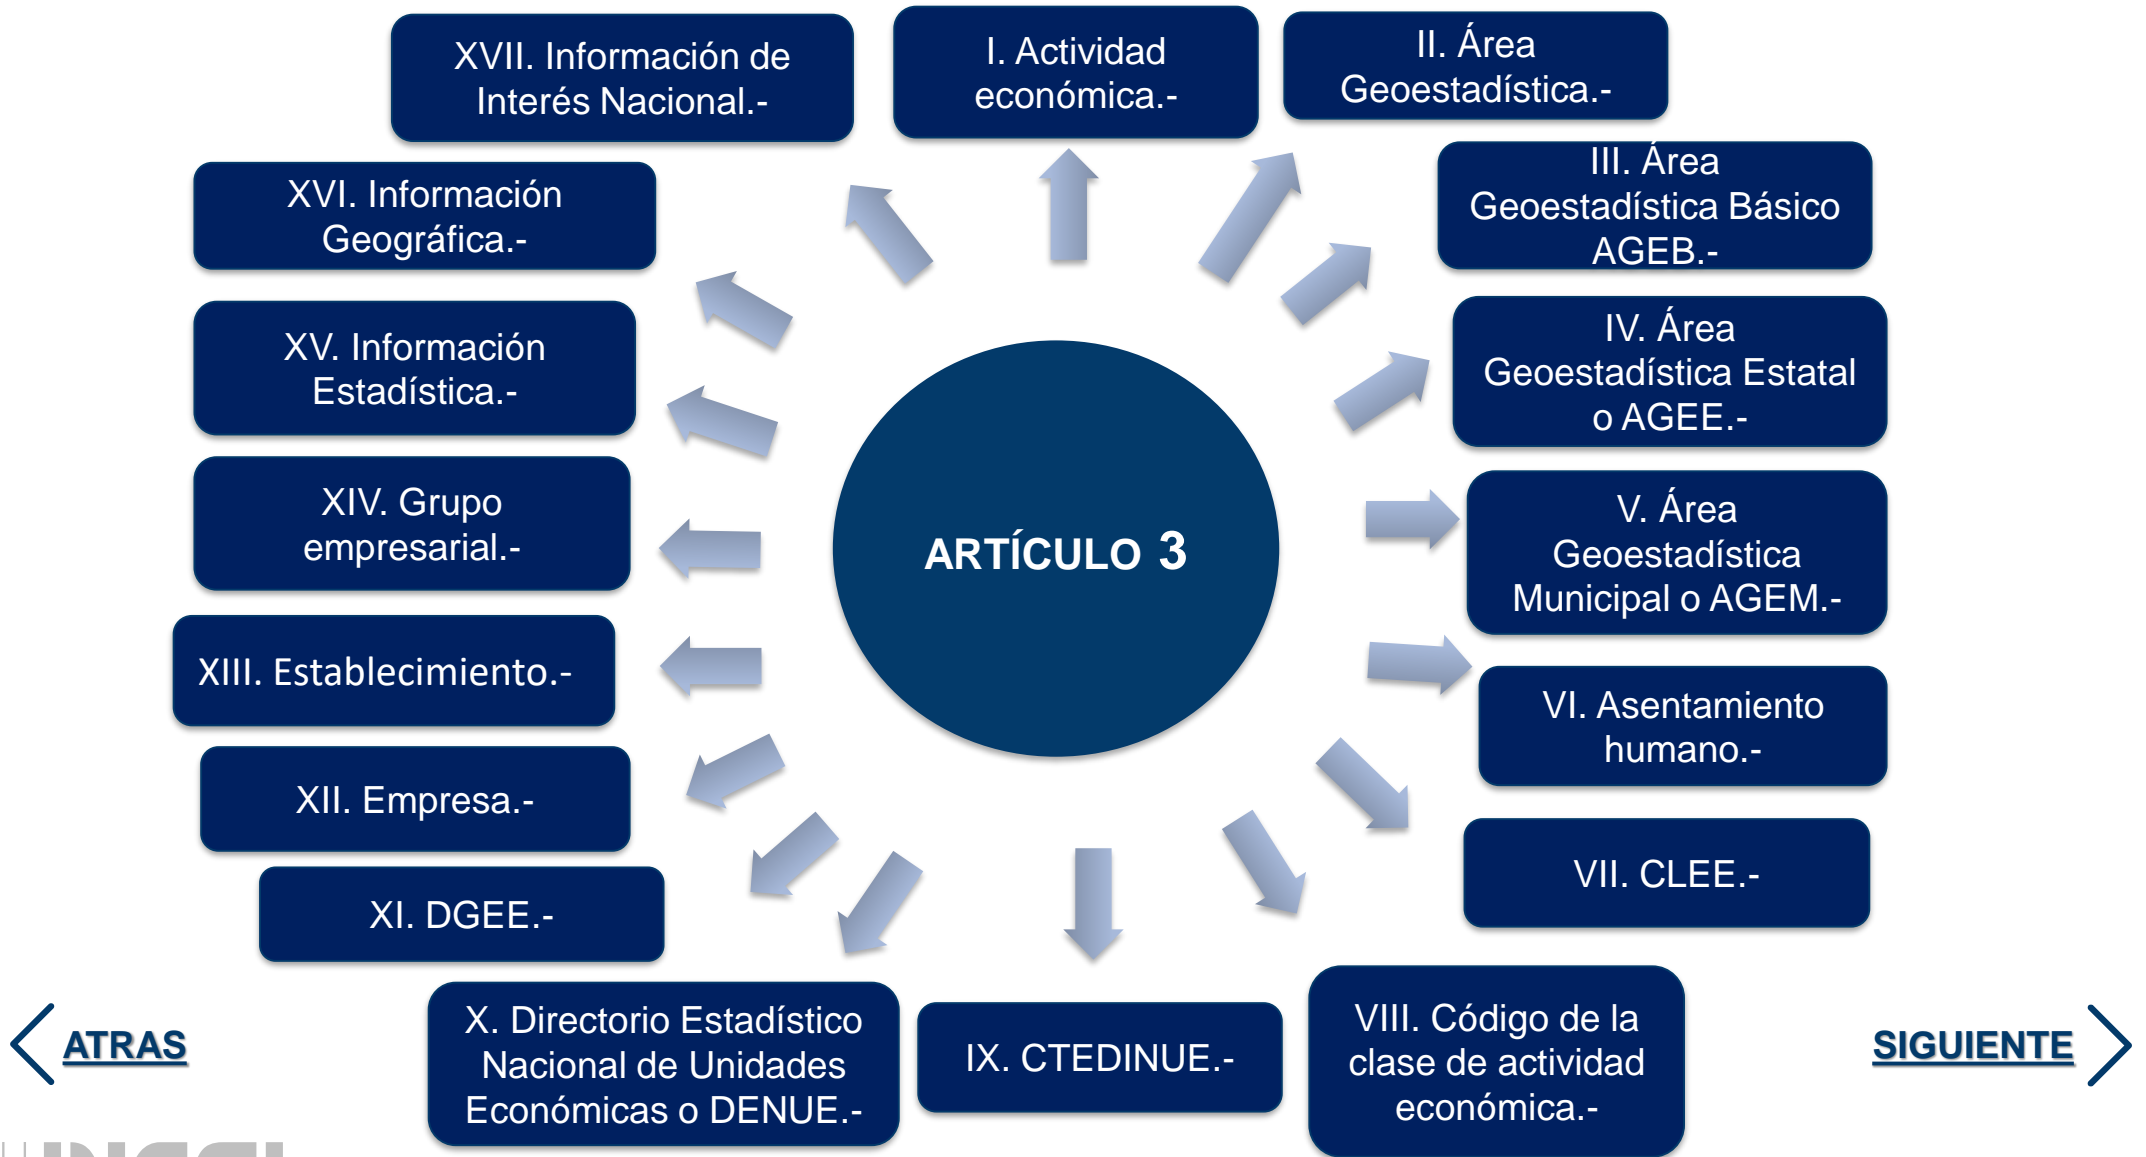 I. Actividad
económica.-
II. Área
Geoestadística.-
III. Área
Geoestadística Básico
AGEB.-
IV. Área
Geoestadística Estatal
o AGEE.-
V. Área
Geoestadística
Municipal o AGEM.-
VI. Asentamiento
humano.-
VII. CLEE.-
VIII. Código de la
clase de actividad
económica.-
IX. CTEDINUE.-
X. Directorio Estadístico
Nacional de Unidades
Económicas o DENUE.-
XI. DGEE.-
XII. Empresa.-
XIII. Establecimiento.-
XIV. Grupo
empresarial.-
XV. Información
Estadística.-
XVI. Información
Geográfica.-
XVII. Información de
Interés Nacional.-
ARTÍCULO 3
ATRAS
SIGUIENTE